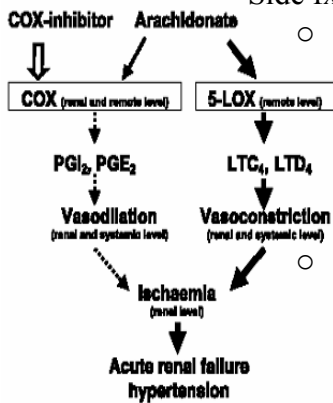 COX-inhibitor Arachidonate
COX (renal and remote level) 5-LOX (remote level)
PGI2, PGE2 LTC4, LTD4
Vasodilation Vasoconstriction
(renal and systemic level) (renal and systemic level)
Ischaemia
(renal level)
Acute renal failure
hypertension